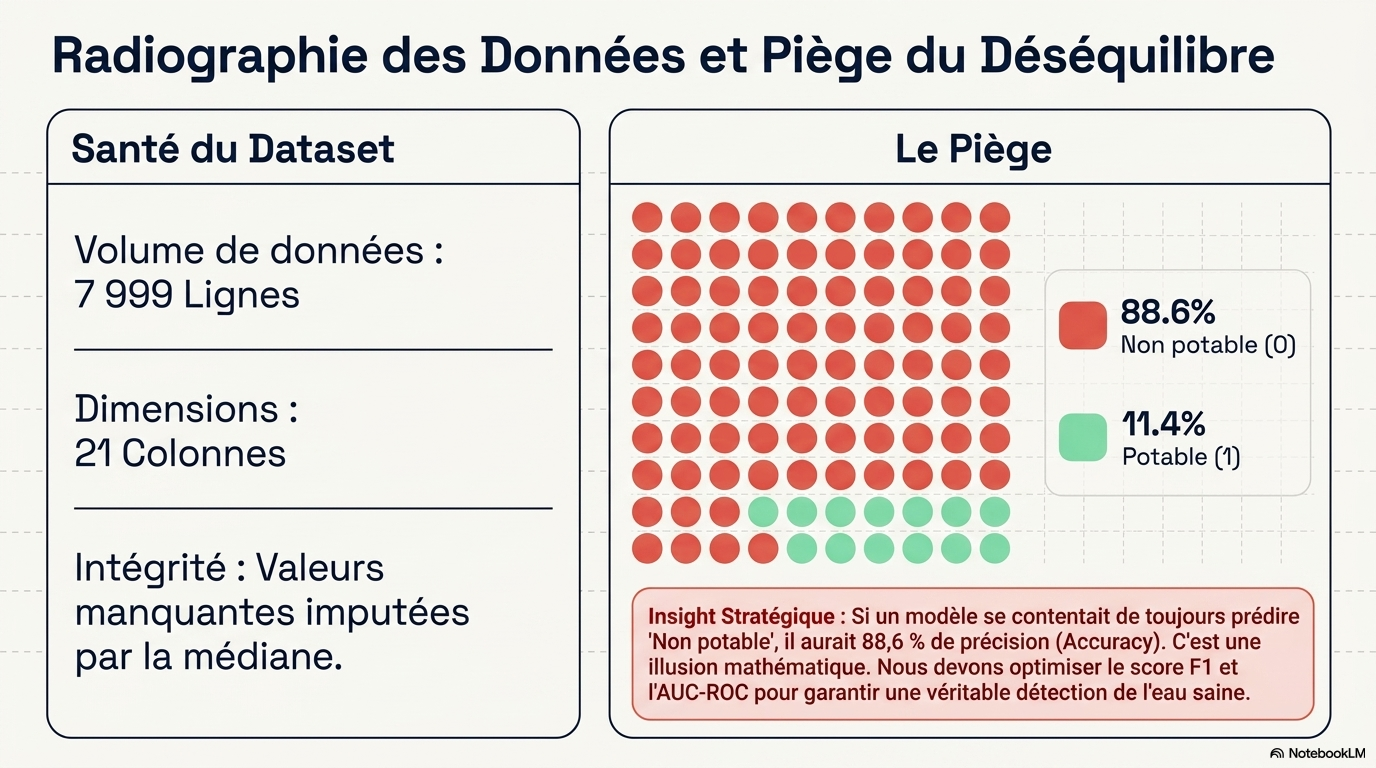 Radiographie des Données et Piège du Déséquilibre
Santé du Dataset
Volume de données :
7 999 Lignes
Dimensions :
21 Colonnes
Intégrité : Valeurs
manquantes imputées
par la médiane.
Le Piège
88.6%
Non potable (0)
11.4%
Potable (1)
Insight Stratégique : Si un modèle se contentait de toujours prédire
'Non potable', il aurait 88,6 % de précision (Accuracy). C'est une
illusion mathématique. Nous devons optimiser le score F1 et
l'AUC-ROC pour garantir une véritable détection de l'eau saine.
NotebookLM